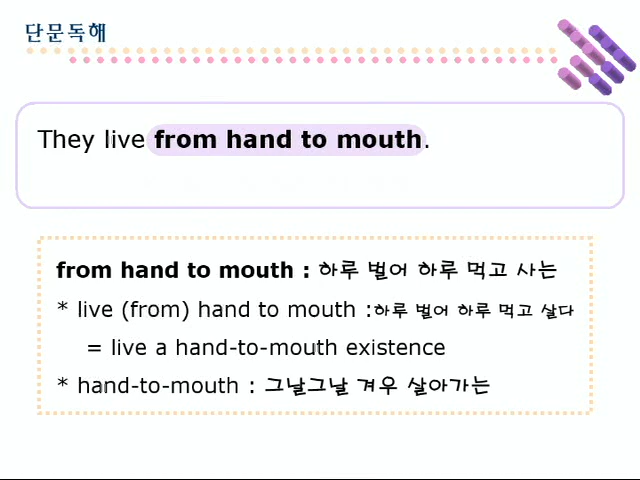 단문독해
They live from hand to mouth.
from hand to mouth : 하루 벌어 하루 먹고 사는
* live (from) hand to mouth :하루 벌어 하루 먹고 살다
= live a hand-to-mouth existence
* hand-to-mouth : 그날그날 겨우 살아가는